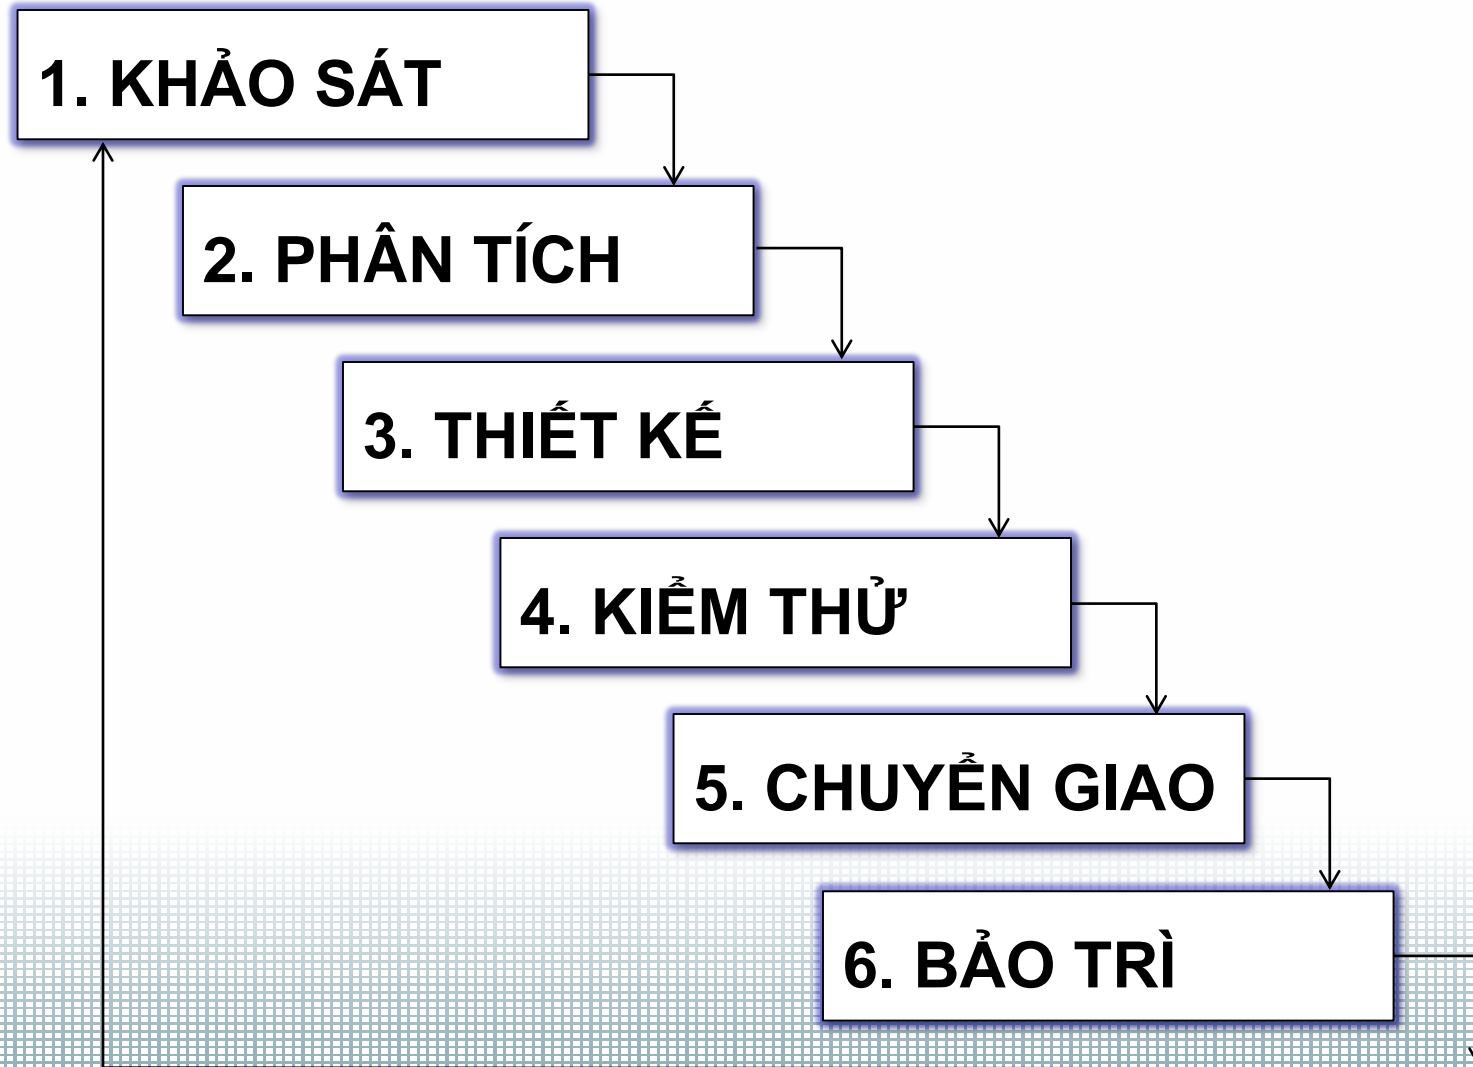 1. KHẢO SÁT
2. PHÂN TÍCH
3. THIẾT KẾ
4. KIỂM THỬ
5. CHUYỂN GIAO
6. BẢO TRÌ